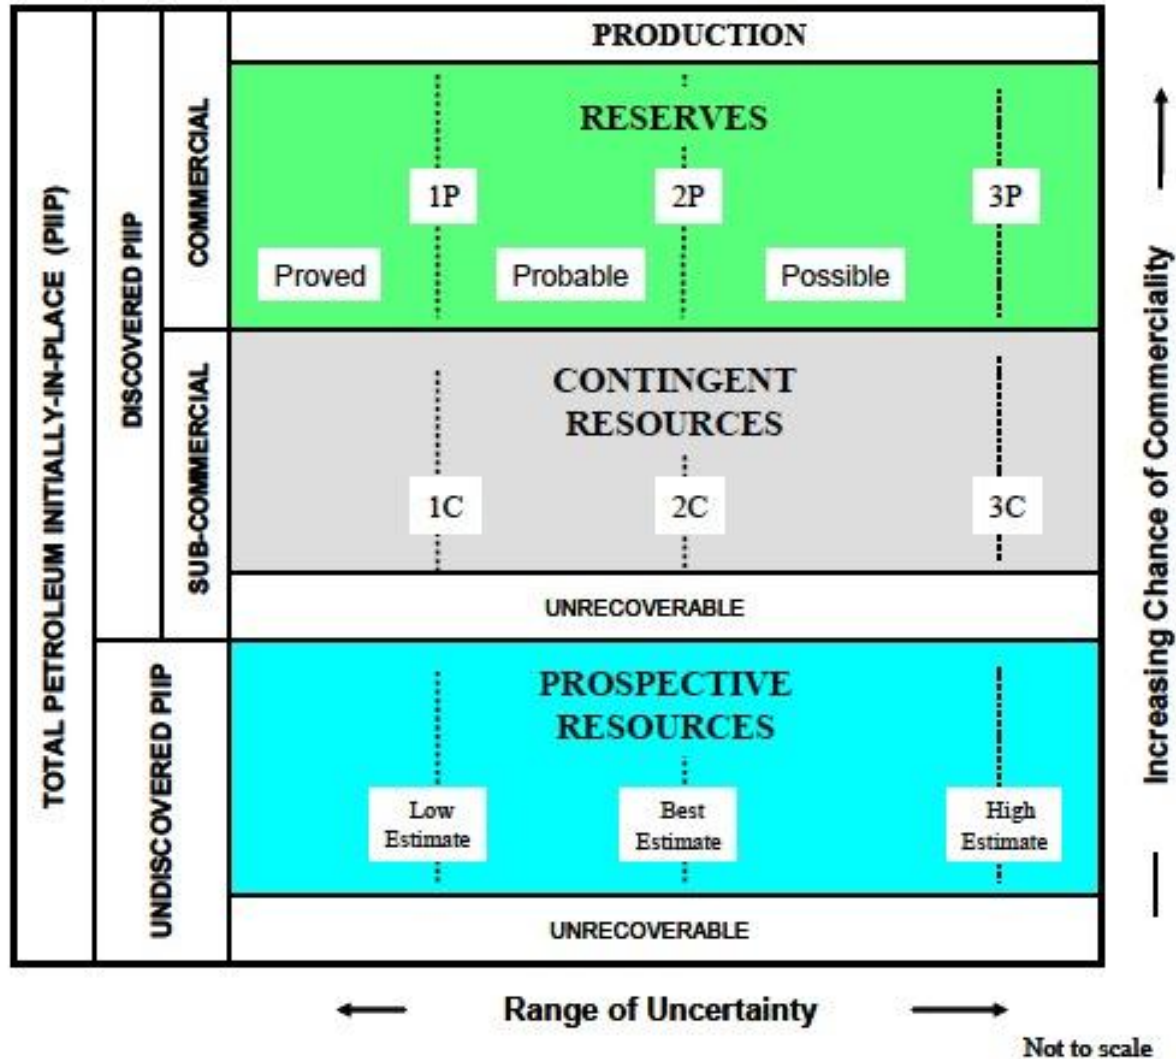 TOTAL PETROLEUM INITIALLY-IN-PLACE (PIIP)
DISCOVERED PIIP
UNDISCOVERED PIIP
COMMERCIAL
SUB-COMMERCIAL
PRODUCTION
RESERVES
1P
2P
3P
Proved
Probable
Possible
CONTINGENT
RESOURCES
1C
2C
3C
UNRECOVERABLE
PROSPECTIVE
RESOURCES
Low
Estimate
Best
Estimate
High
Estimate
UNRECOVERABLE
Increasing Chance of Commerciality
Range of Uncertainty
Not to scale